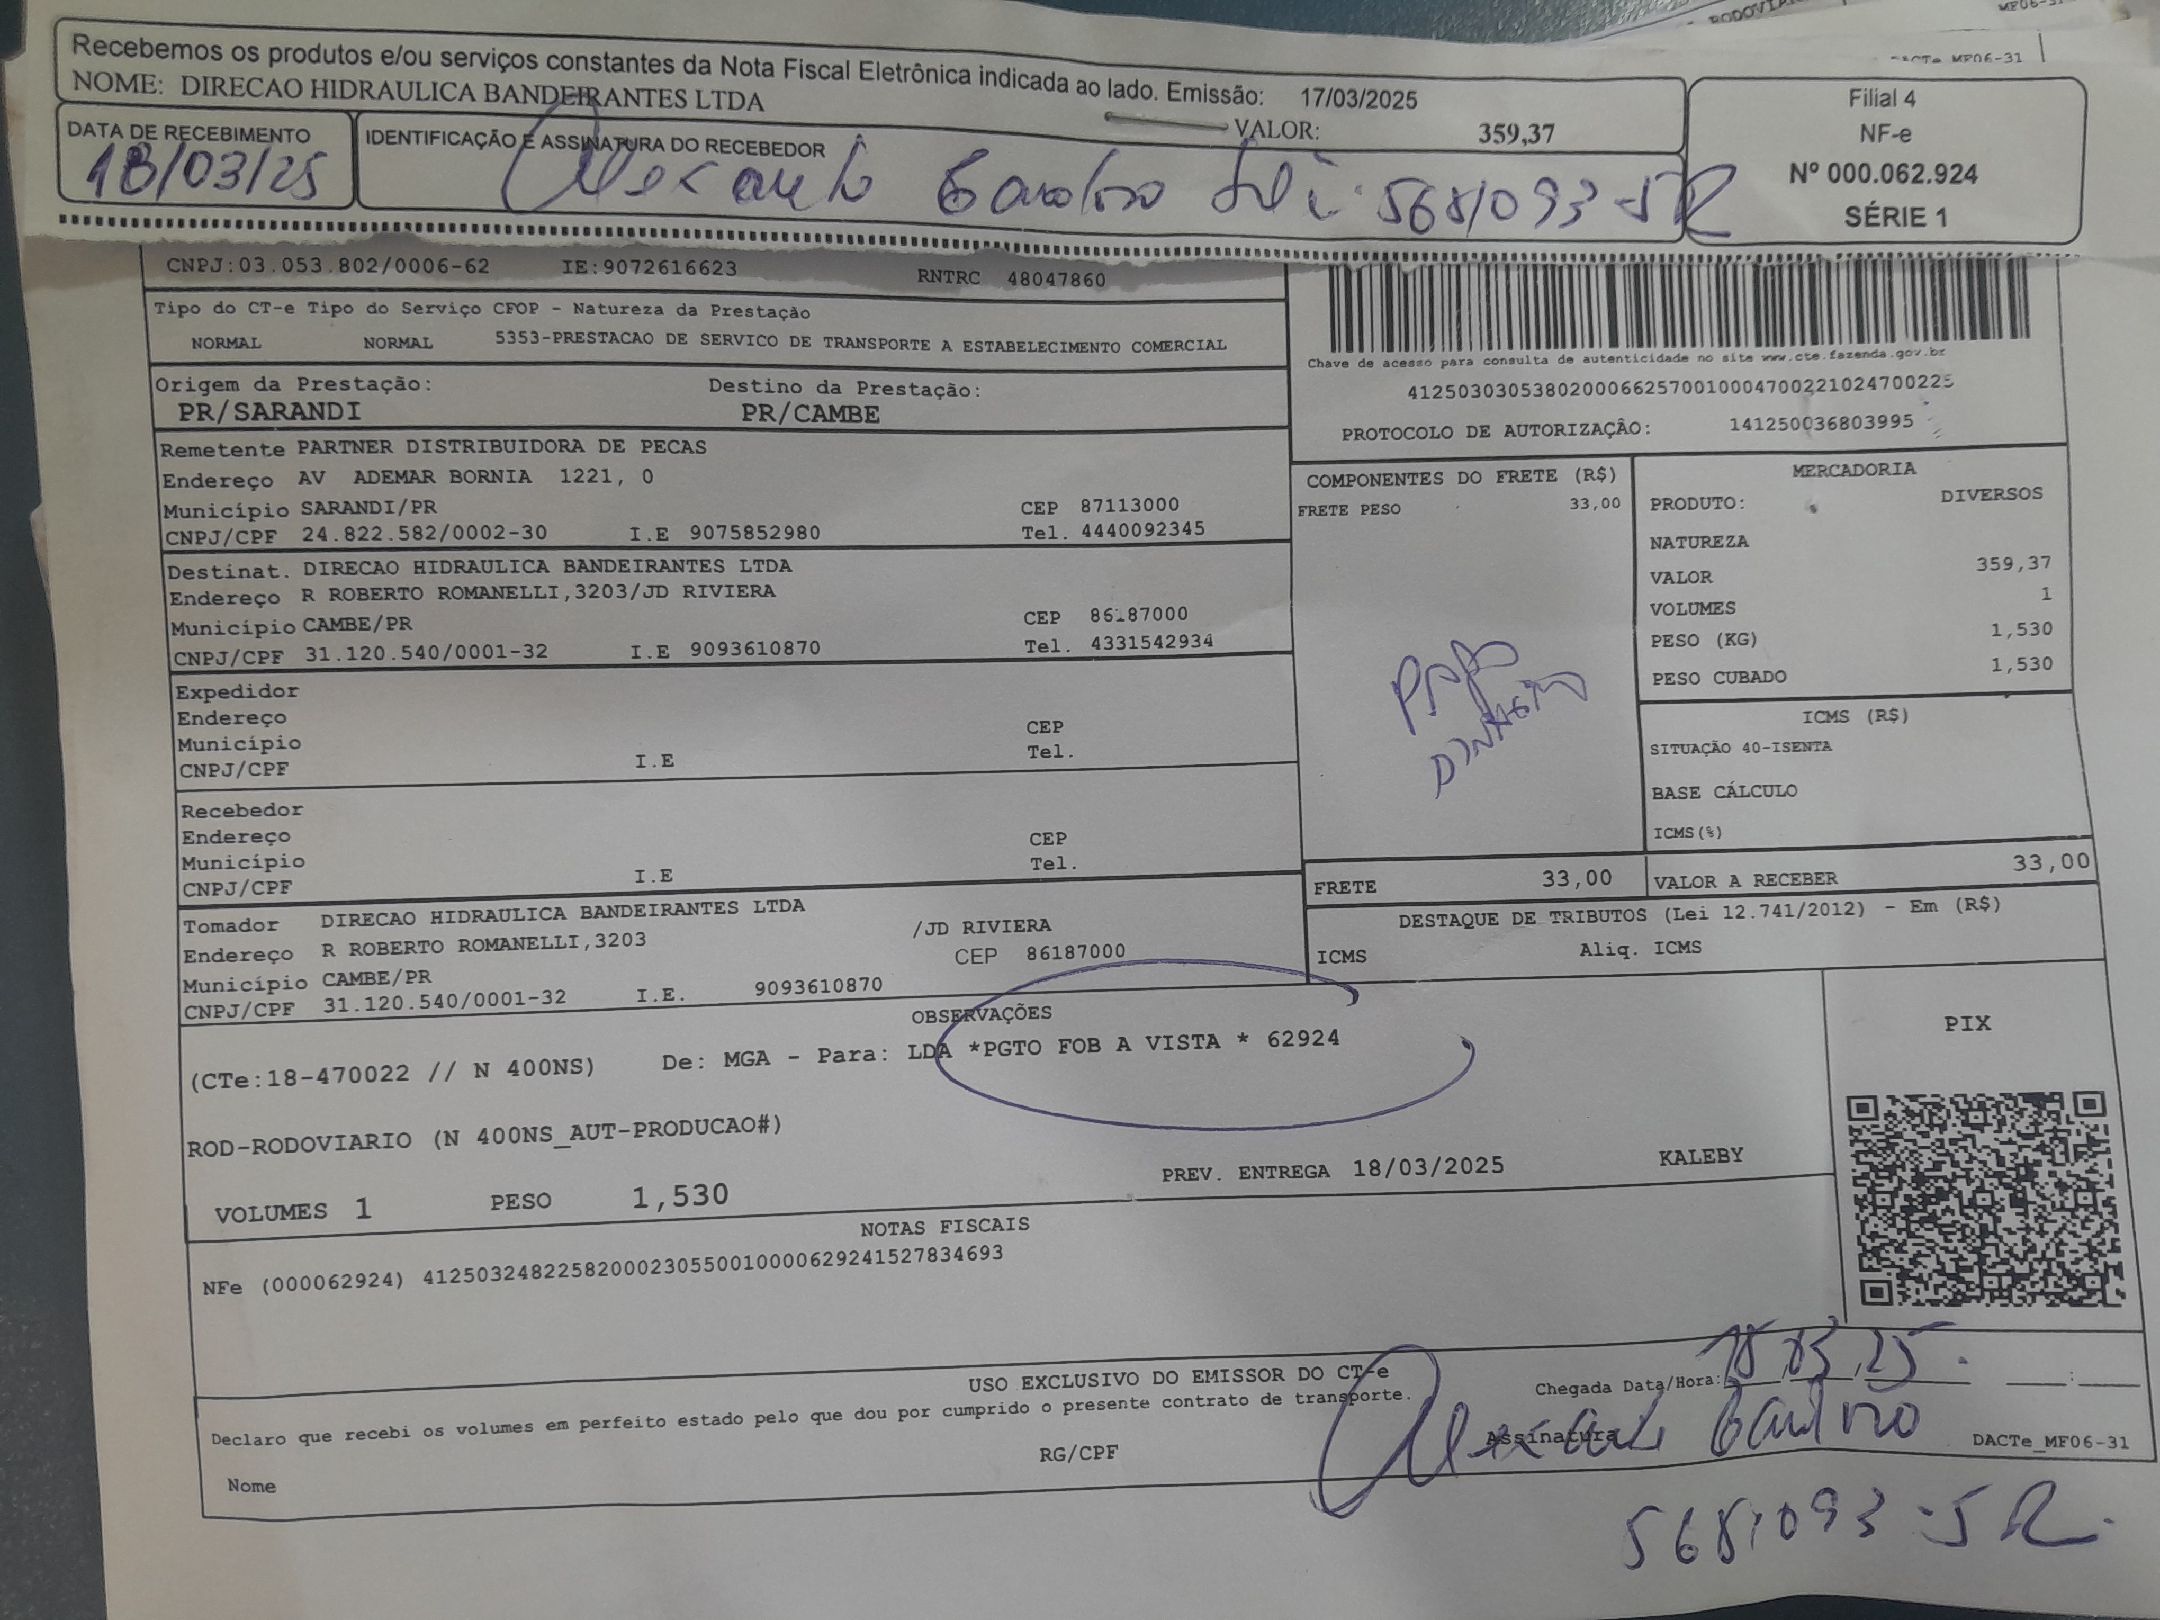 RODOVI
MF06-31
DACTe MF06-31
Recebemos os produtos e/ou serviços constantes da Nota Fiscal Eletrônica indicada ao lado. Emissão: 17/03/2025
NOME: DIRECAO HIDRAULICA BANDEIRANTES LTDA
VALOR: 359,37
DATA DE RECEBIMENTO
18/03/25
IDENTIFICAÇÃO E ASSINATURA DO RECEBEDOR
5681093-5 R
Filial 4
NF-e
Nº 000.062.924
SÉRIE 1
CNPJ:03.053.802/0006-62 IE:9072616623 RNTRC 48047860
Tipo do CT-e Tipo do Serviço CFOP - Natureza da Prestação
NORMAL NORMAL 5353-PRESTACAO DE SERVICO DE TRANSPORTE A ESTABELECIMENTO COMERCIAL
Chave de acesso para consulta de autenticidade no site www.cte.fazenda.gov.br
41250303053802000662570010004700221024700225
PROTOCOLO DE AUTORIZAÇÃO: 141250036803995
Origem da Prestação: Destino da Prestação:
PR/SARANDI PR/CAMBE
Remetente PARTNER DISTRIBUIDORA DE PECAS
Endereço AV ADEMAR BORNIA 1221, 0
Município SARANDI/PR CEP 87113000
CNPJ/CPF 24.822.582/0002-30 I.E 9075852980 Tel. 4440092345
Destinat. DIRECAO HIDRAULICA BANDEIRANTES LTDA
Endereço R ROBERTO ROMANELLI,3203/JD RIVIERA
Município CAMBE/PR CEP 86187000
CNPJ/CPF 31.120.540/0001-32 I.E 9093610870 Tel. 4331542934
Expedidor
Endereço
Município CEP
CNPJ/CPF I.E Tel.
Recebedor
Endereço
Município CEP
CNPJ/CPF I.E Tel.
Tomador DIRECAO HIDRAULICA BANDEIRANTES LTDA
Endereço R ROBERTO ROMANELLI,3203 /JD RIVIERA
Município CAMBE/PR CEP 86187000
CNPJ/CPF 31.120.540/0001-32 I.E. 9093610870
COMPONENTES DO FRETE (R$)
FRETE PESO 33,00
MERCADORIA
PRODUTO: DIVERSOS
NATUREZA
VALOR 359,37
VOLUMES 1
PESO (KG) 1,530
PESO CUBADO 1,530
ICMS (R$)
SITUAÇÃO 40-ISENTA
BASE CÁLCULO
ICMS(%)
FRETE 33,00 VALOR A RECEBER 33,00
DESTAQUE DE TRIBUTOS (Lei 12.741/2012) - Em (R$)
ICMS Aliq. ICMS
OBSERVAÇÕES
(CTe:18-470022 // N 400NS) De: MGA - Para: LDA *PGTO FOB A VISTA * 62924
ROD-RODOVIARIO (N 400NS_AUT-PRODUCAO#)
VOLUMES 1 PESO 1,530 PREV. ENTREGA 18/03/2025 KALEBY
PIX
NOTAS FISCAIS
NFe (000062924) 41250324822582000230550010000629241527834693
USO EXCLUSIVO DO EMISSOR DO CT-e
Declaro que recebi os volumes em perfeito estado pelo que dou por cumprido o presente contrato de transporte.
Chegada Data/Hora: 18 03 25
Nome RG/CPF Assinatura
DACTe_MF06-31
5681093-5 R